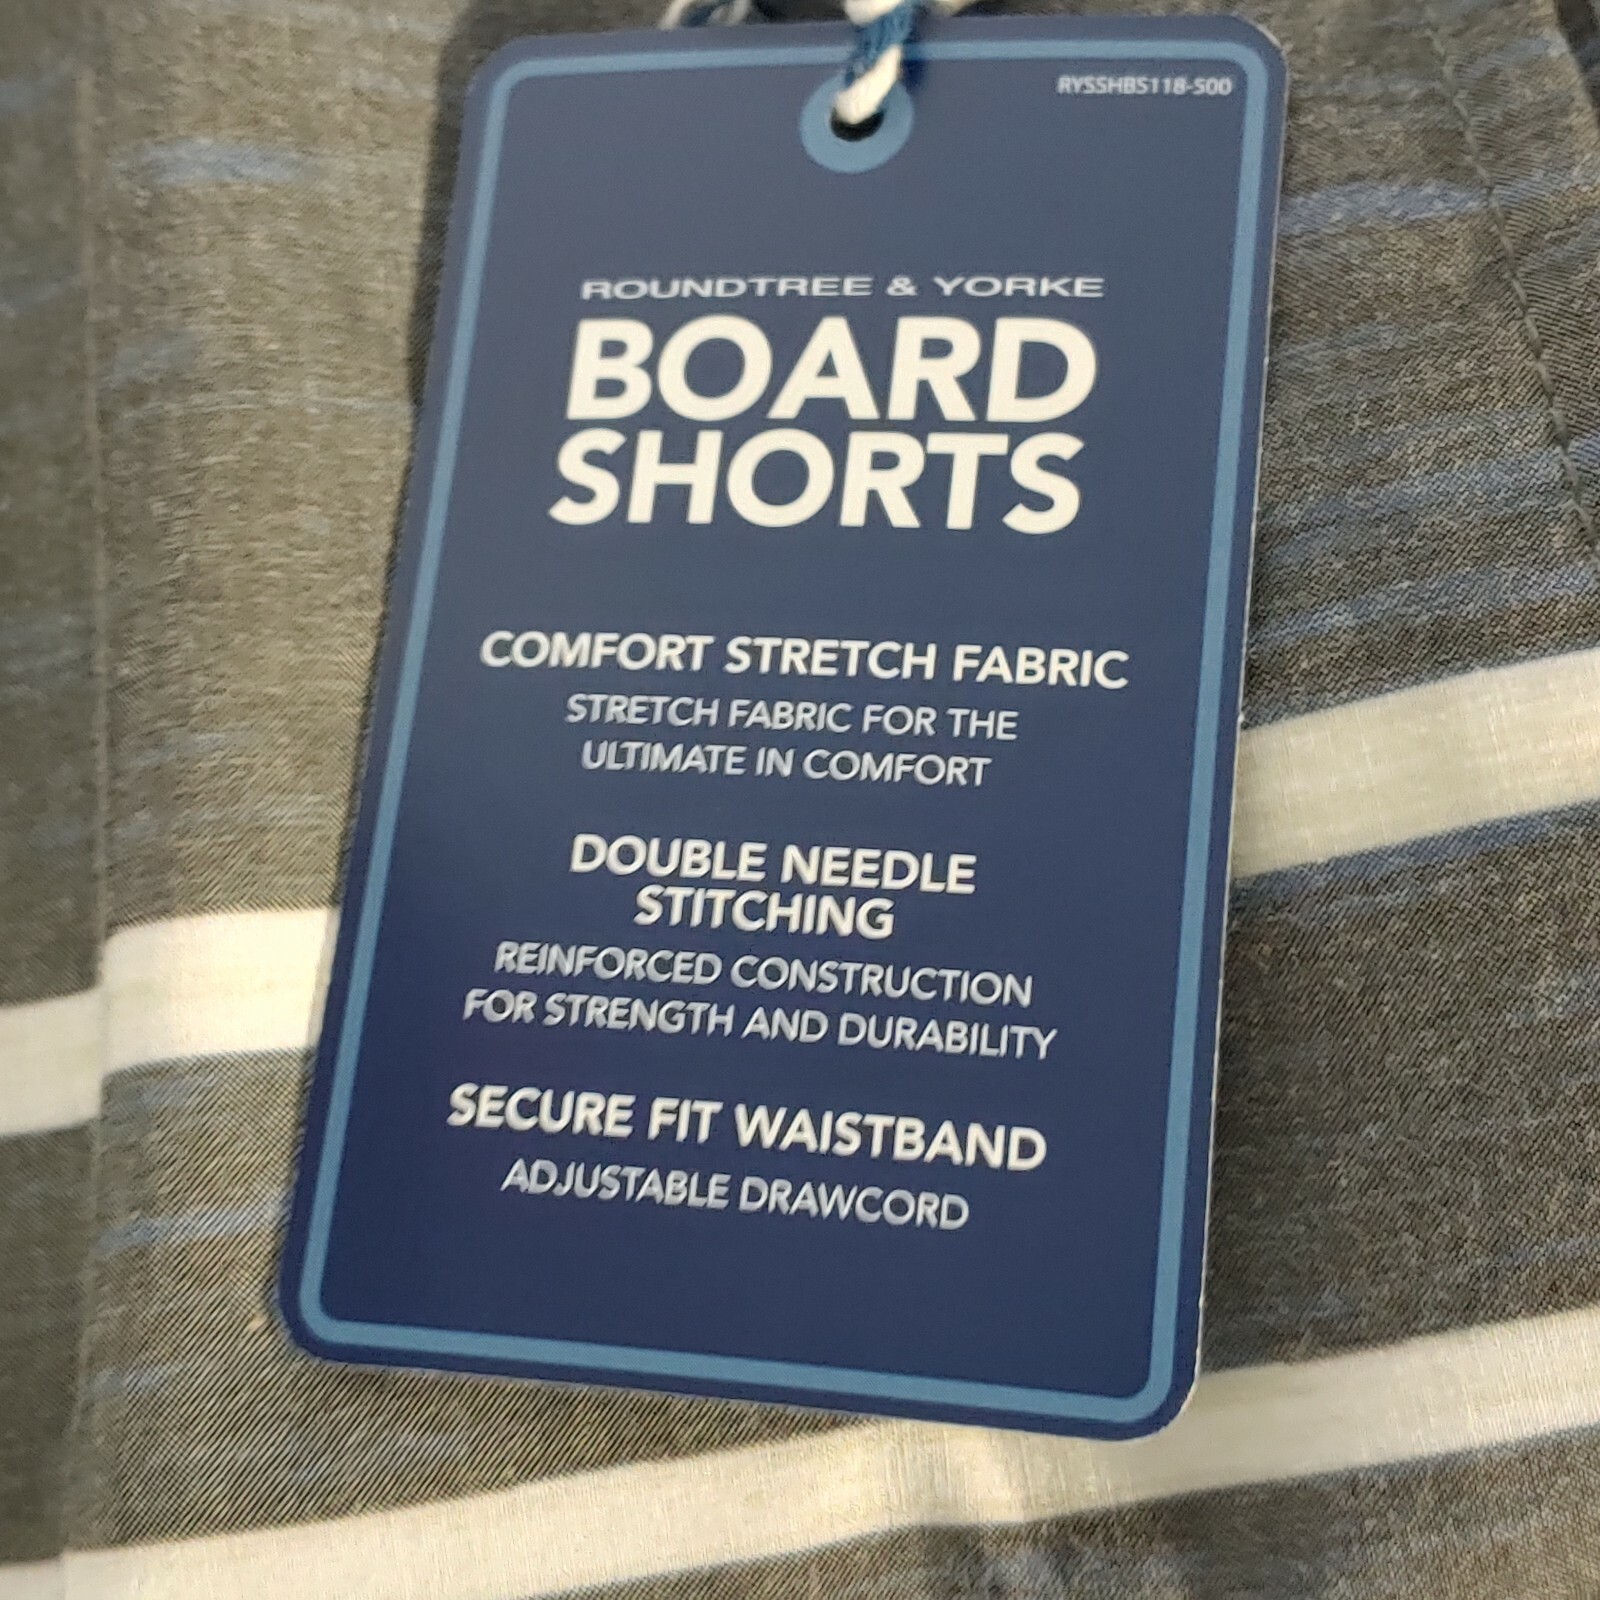 RYSSHBS118-500
ROUNDTREE & YORKE
BOARD
SHORTS
COMFORT STRETCH FABRIC
STRETCH FABRIC FOR THE
ULTIMATE IN COMFORT
DOUBLE NEEDLE
STITCHING
REINFORCED CONSTRUCTION
FOR STRENGTH AND DURABILITY
SECURE FIT WAISTBAND
ADJUSTABLE DRAWCORD